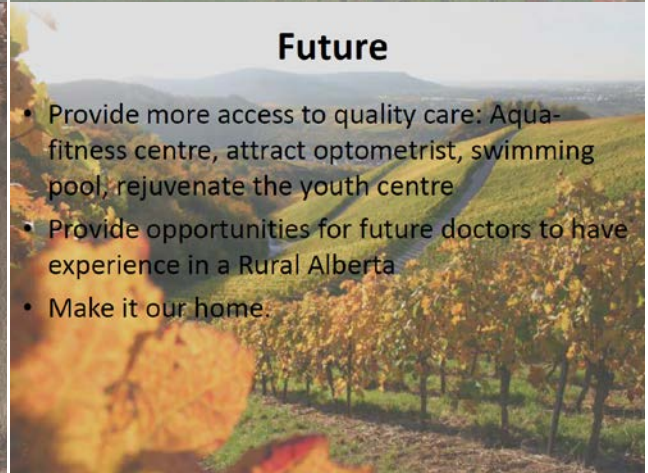 Future
• Provide more access to quality care: Aqua-
fitness centre, attract optometrist, swimming
pool, rejuvenate the youth centre
• Provide opportunities for future doctors to have
experience in a Rural Alberta
• Make it our home.